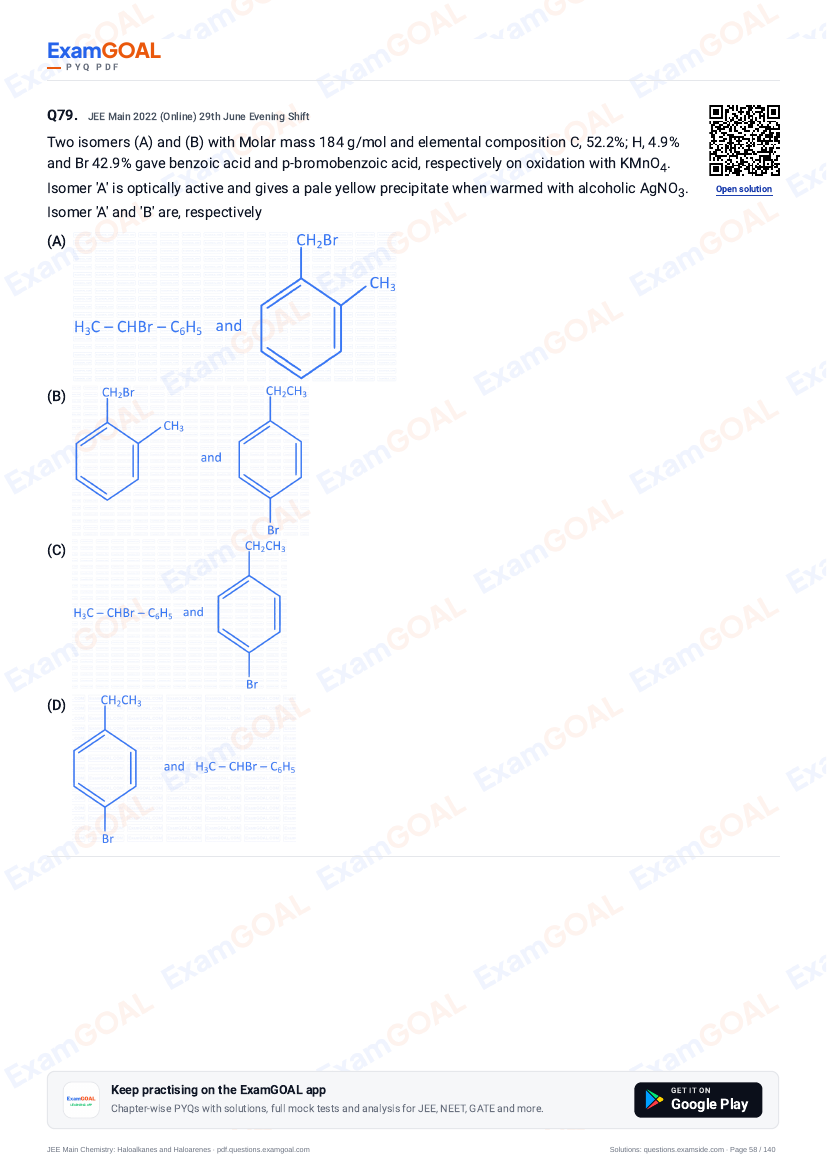 ExamGOAL
PYQ PDF
Q79. JEE Main 2022 (Online) 29th June Evening Shift
Two isomers (A) and (B) with Molar mass 184 g/mol and elemental composition C, 52.2%; H, 4.9%
and Br 42.9% gave benzoic acid and p-bromobenzoic acid, respectively on oxidation with KMnO₄.
Isomer 'A' is optically active and gives a pale yellow precipitate when warmed with alcoholic AgNO₃.
Isomer 'A' and 'B' are, respectively
Open solution
(A)
CH₂Br
CH₃
H₃C – CHBr – C₆H₅ and
(B)
CH₂Br
CH₃
and
CH₂CH₃
Br
(C)
CH₂CH₃
H₃C – CHBr – C₆H₅ and
Br
(D)
CH₂CH₃
and H₃C – CHBr – C₆H₅
Br
ExamGOAL
Keep practising on the ExamGOAL app
Chapter-wise PYQs with solutions, full mock tests and analysis for JEE, NEET, GATE and more.
GET IT ON
Google Play
JEE Main Chemistry: Haloalkanes and Haloarenes · pdf.questions.examgoal.com
Solutions: questions.examside.com · Page 58 / 140